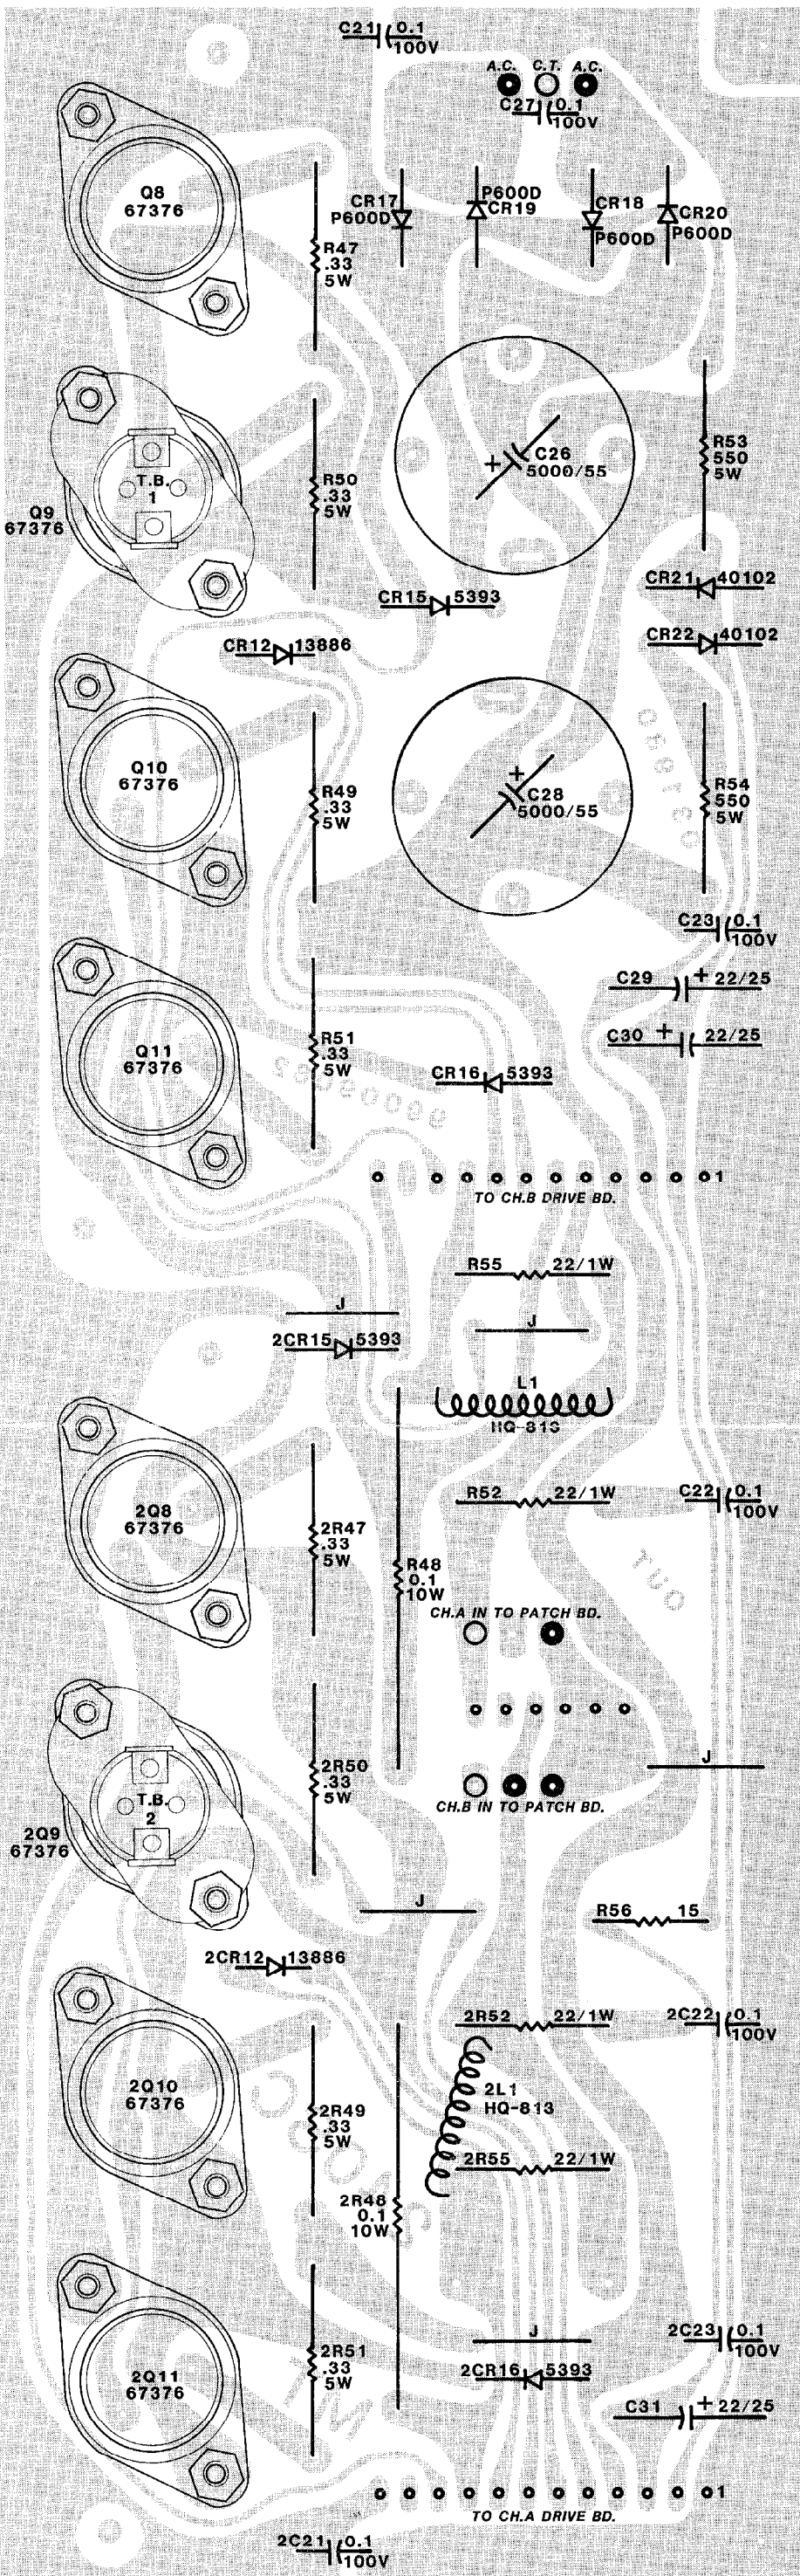 C21 0.1
100V
A.C. C.T. A.C.
C27 0.1
100V
Q8
67376
CR17
P600D
P600D
CR19
CR18
P600D
CR20
P600D
R47
.33
5W
R53
550
5W
C26
5000/55
R50
.33
5W
T.B.
1
Q9
67376
CR21 40102
CR15 5393
CR22 40102
CR12 13886
Q10
67376
R49
.33
5W
C28
5000/55
R54
550
5W
C23 0.1
100V
C29 22/25
C30 22/25
Q11
67376
R51
.33
5W
CR16 5393
1
TO CH.B DRIVE BD.
R55 22/1W
J
J
2CR15 5393
L1
HQ-813
2Q8
67376
R52 22/1W
C22 0.1
100V
2R47
.33
5W
R48
0.1
10W
OUT
CH.A IN TO PATCH BD.
J
2R50
.33
5W
T.B.
2
CH.B IN TO PATCH BD.
2Q9
67376
J
R56 15
2CR12 13886
2R52 22/1W
2C22 0.1
100V
2Q10
67376
2R49
.33
5W
2L1
HQ-813
2R55 22/1W
2R48
0.1
10W
J
2C23 0.1
100V
2Q11
67376
2R51
.33
5W
2CR16 5393
C31 22/25
1
TO CH.A DRIVE BD.
2C21 0.1
100V